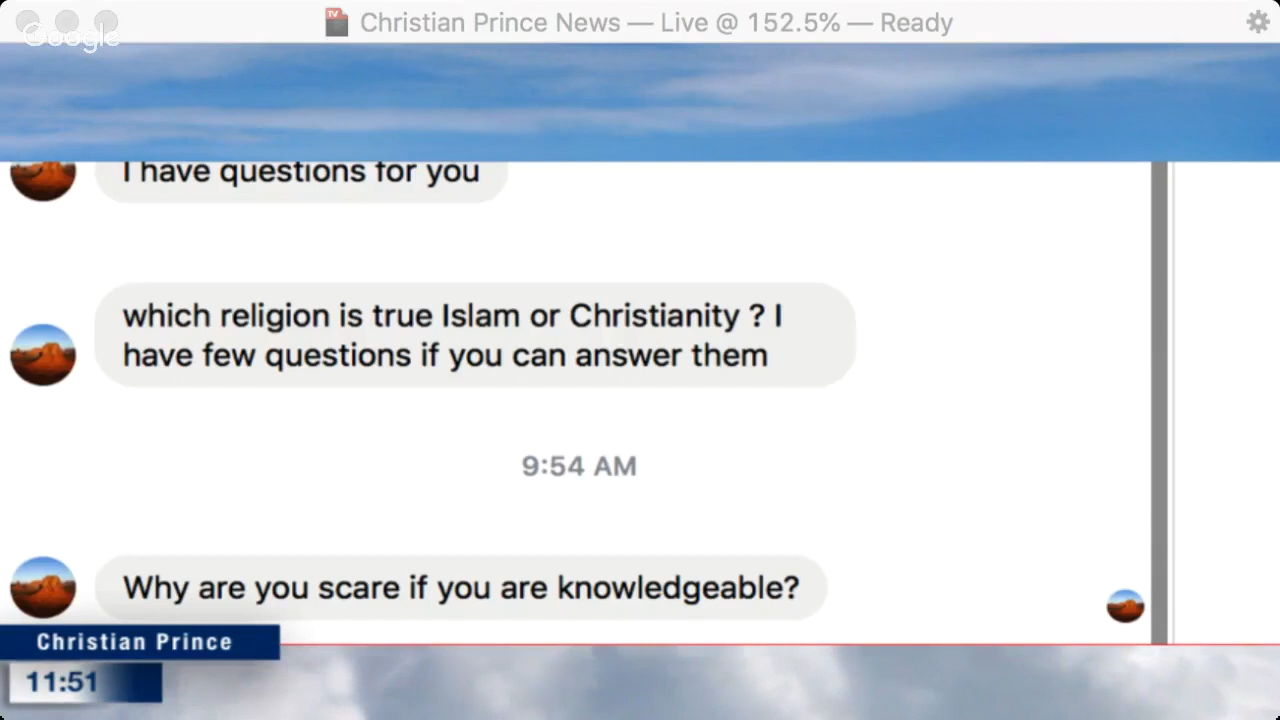 Christian Prince News — Live @ 152.5% — Ready
Google
TV
I have questions for you
which religion is true Islam or Christianity ? I
have few questions if you can answer them
9:54 AM
Why are you scare if you are knowledgeable?
Christian Prince
11:51